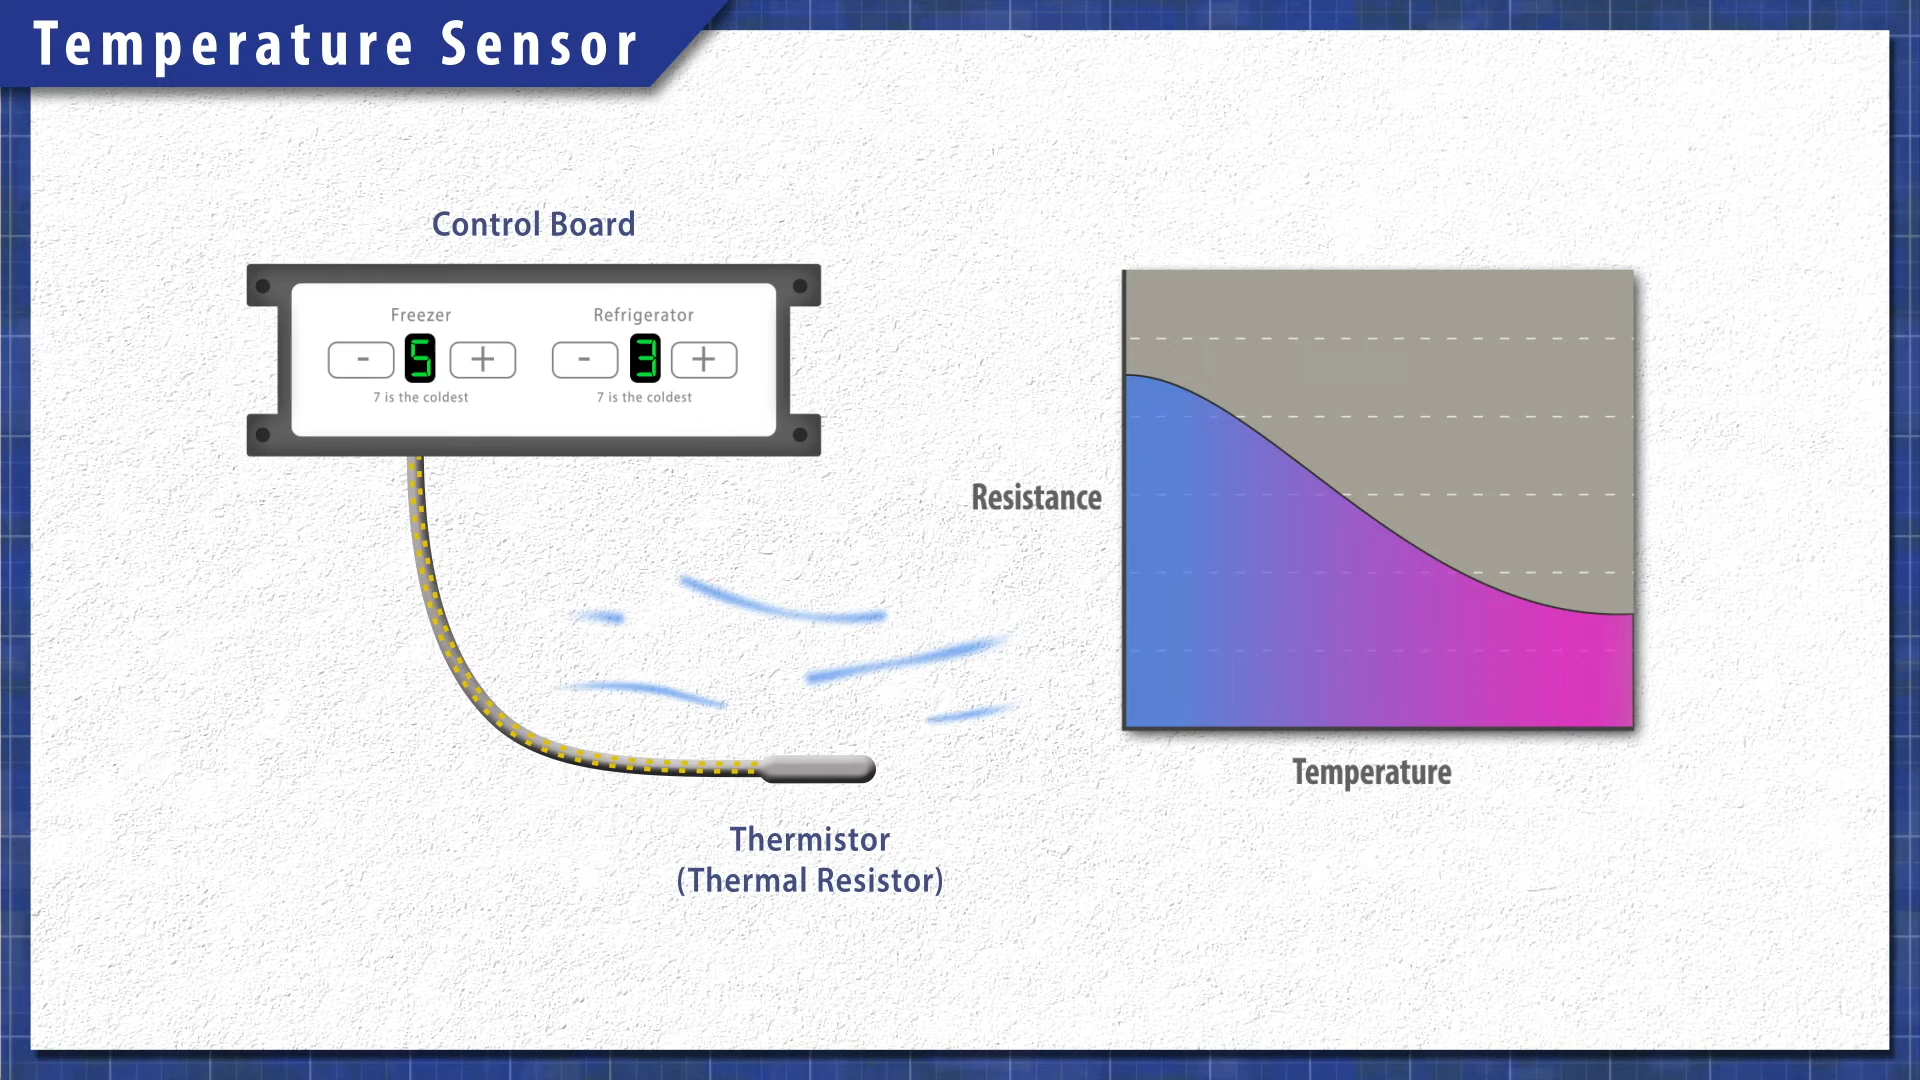 Temperature Sensor
Control Board
Freezer
Refrigerator
- 5 +
- 3 +
7 is the coldest
7 is the coldest
Resistance
Temperature
Thermistor
(Thermal Resistor)